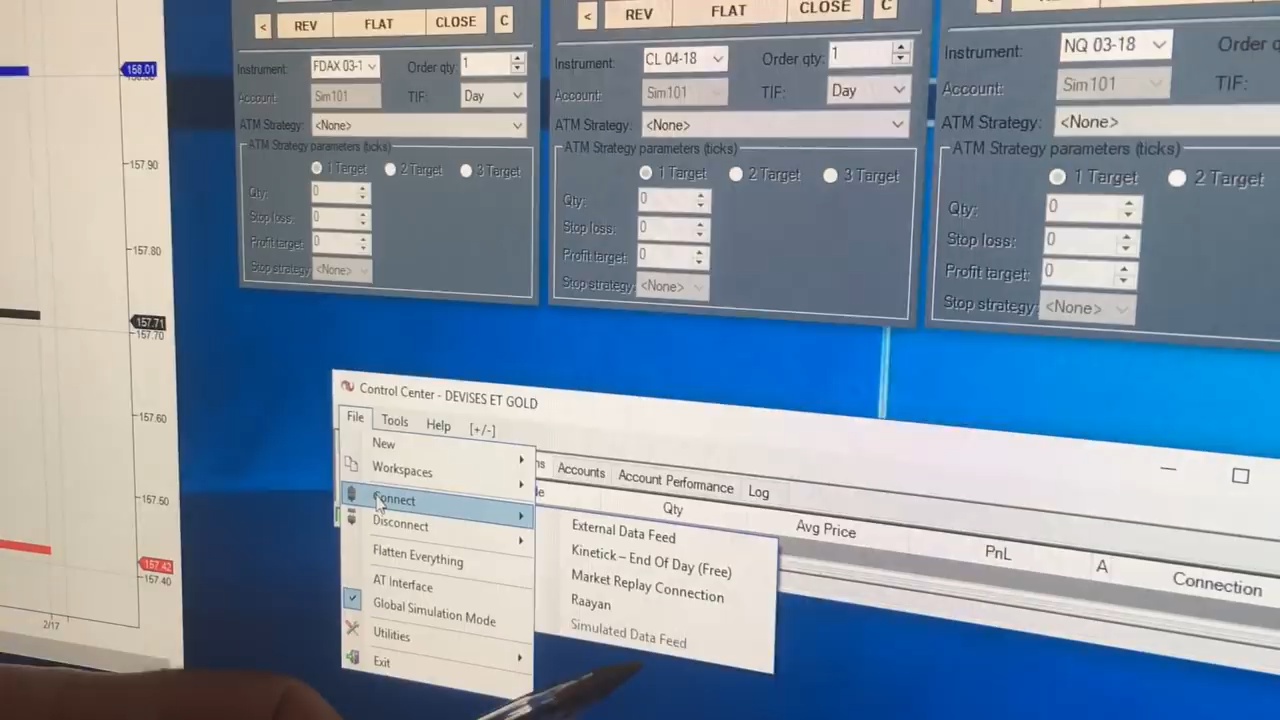 < REV FLAT CLOSE C
Instrument: FDAX 03-1 Order qty: 1
Account: Sim101 TIF: Day
ATM Strategy: <None>
ATM Strategy parameters (ticks)
1 Target 2 Target 3 Target
Qty: 0
Stop loss: 0
Profit target: 0
Stop strategy: <None>
< REV FLAT CLOSE C
Instrument: CL 04-18 Order qty: 1
Account: Sim101 TIF: Day
ATM Strategy: <None>
ATM Strategy parameters (ticks)
1 Target 2 Target 3 Target
Qty: 0
Stop loss: 0
Profit target: 0
Stop strategy: <None>
Instrument: NQ 03-18 Order q
Account: Sim101 TIF:
ATM Strategy: <None>
ATM Strategy parameters (ticks)
1 Target 2 Target
Qty: 0
Stop loss: 0
Profit target: 0
Stop strategy: <None>
158.01
157.90
157.80
157.71
157.70
157.60
157.50
157.42
157.40
2/17
Control Center - DEVISES ET GOLD
File Tools Help [+/-]
New
Workspaces
Connect
Disconnect
Flatten Everything
AT Interface
Global Simulation Mode
Utilities
Exit
ns Accounts Account Performance Log
Qty Avg Price PnL A Connection
External Data Feed
Kinetick – End Of Day (Free)
Market Replay Connection
Raayan
Simulated Data Feed